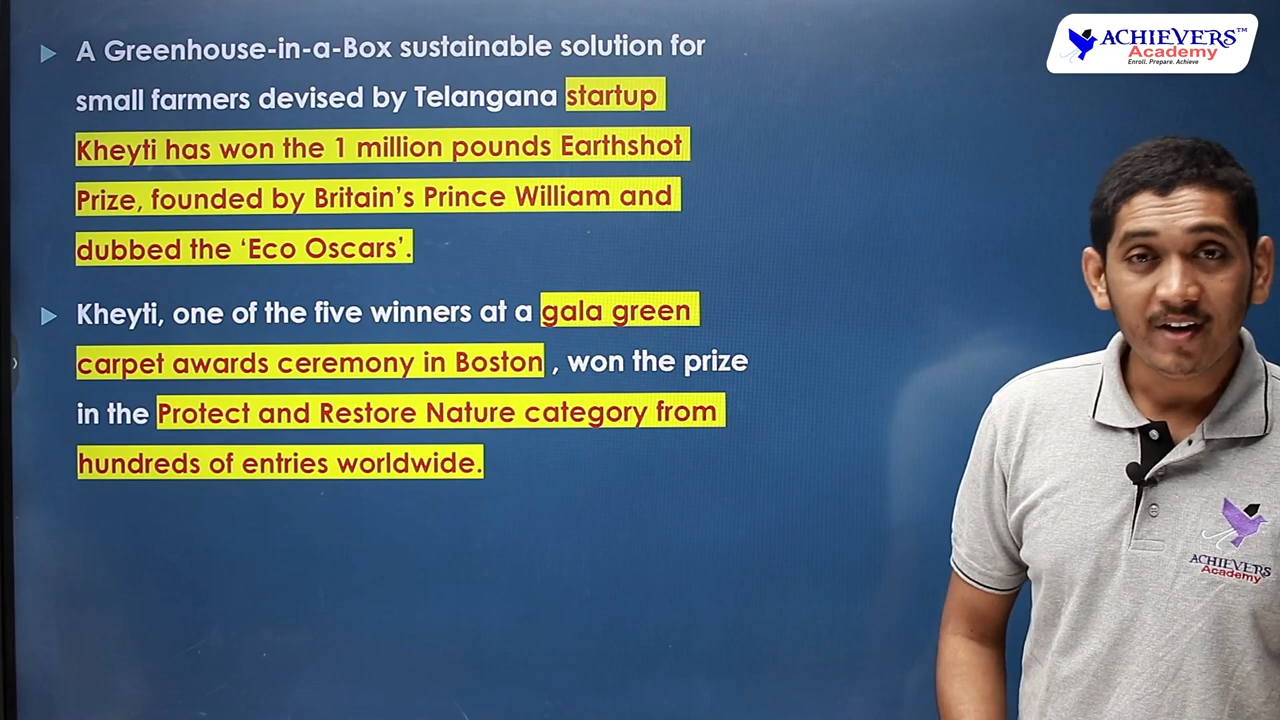 A Greenhouse-in-a-Box sustainable solution for
small farmers devised by Telangana startup
Kheyti has won the 1 million pounds Earthshot
Prize, founded by Britain's Prince William and
dubbed the ‘Eco Oscars’.
Kheyti, one of the five winners at a gala green
carpet awards ceremony in Boston , won the prize
in the Protect and Restore Nature category from
hundreds of entries worldwide.
ACHIEVERS™
Academy
Enroll. Prepare. Achieve
ACHIEVERS
Academy